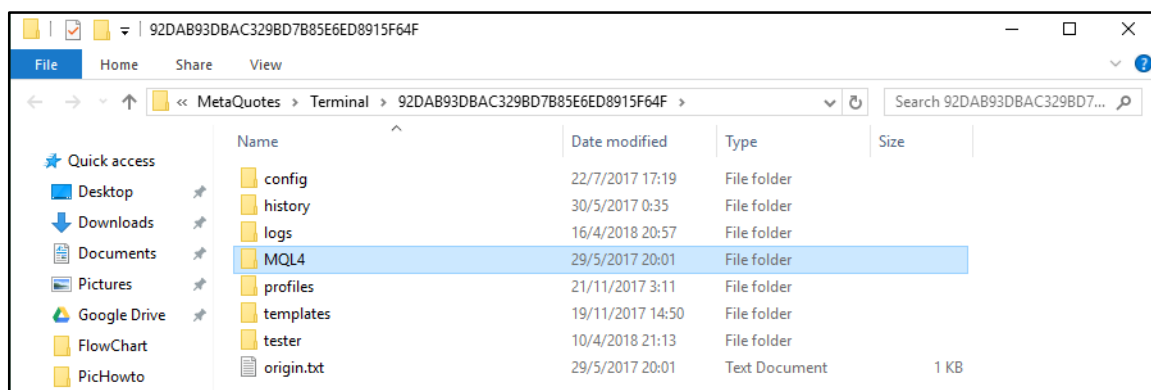 92DAB93DBAC329BD7B85E6ED8915F64F
File Home Share View
« MetaQuotes › Terminal › 92DAB93DBAC329BD7B85E6ED8915F64F › Search 92DAB93DBAC329BD7...
Name Date modified Type Size
Quick access
Desktop
Downloads
Documents
Pictures
Google Drive
FlowChart
PicHowto
config 22/7/2017 17:19 File folder
history 30/5/2017 0:35 File folder
logs 16/4/2018 20:57 File folder
MQL4 29/5/2017 20:01 File folder
profiles 21/11/2017 3:11 File folder
templates 19/11/2017 14:50 File folder
tester 10/4/2018 21:13 File folder
origin.txt 29/5/2017 20:01 Text Document 1 KB